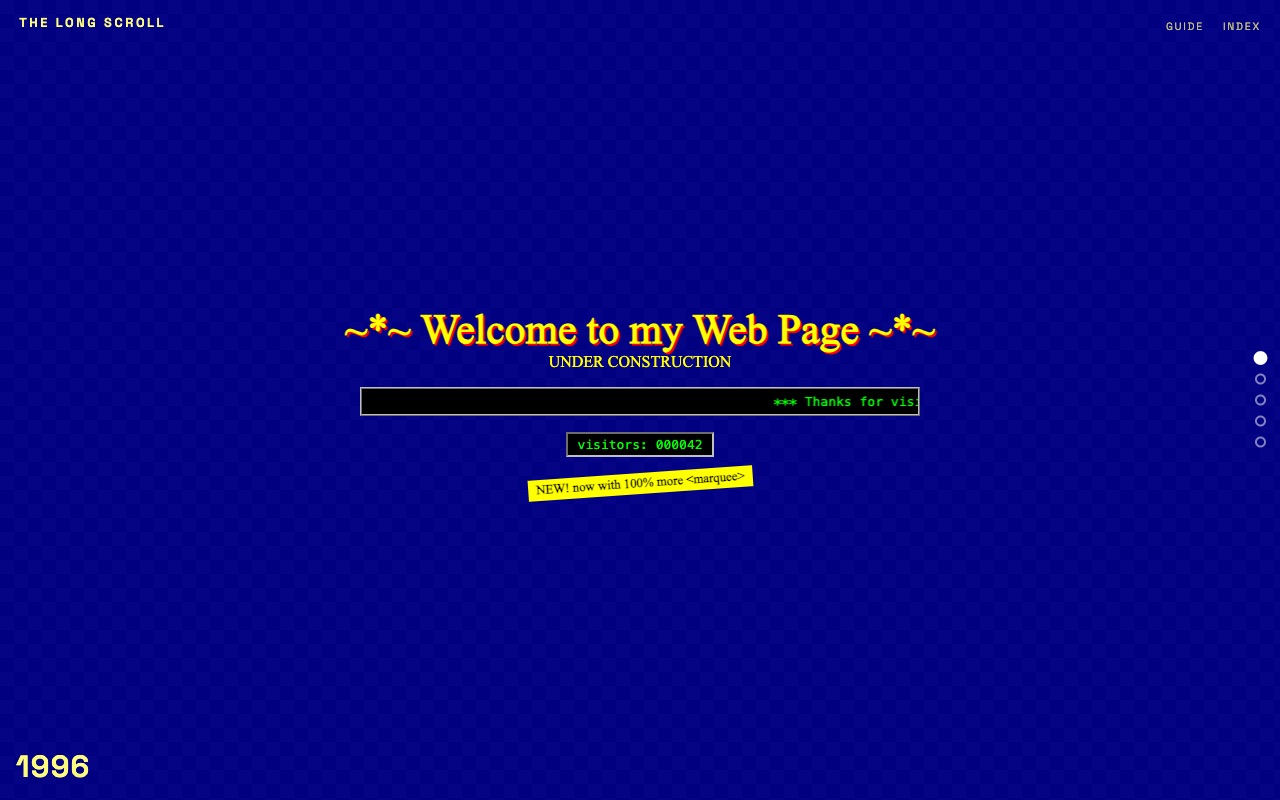 THE LONG SCROLL
GUIDE INDEX
~*~ Welcome to my Web Page ~*~
UNDER CONSTRUCTION
*** Thanks for
visitors: 000042
NEW! now with 100% more <marquee>
1996